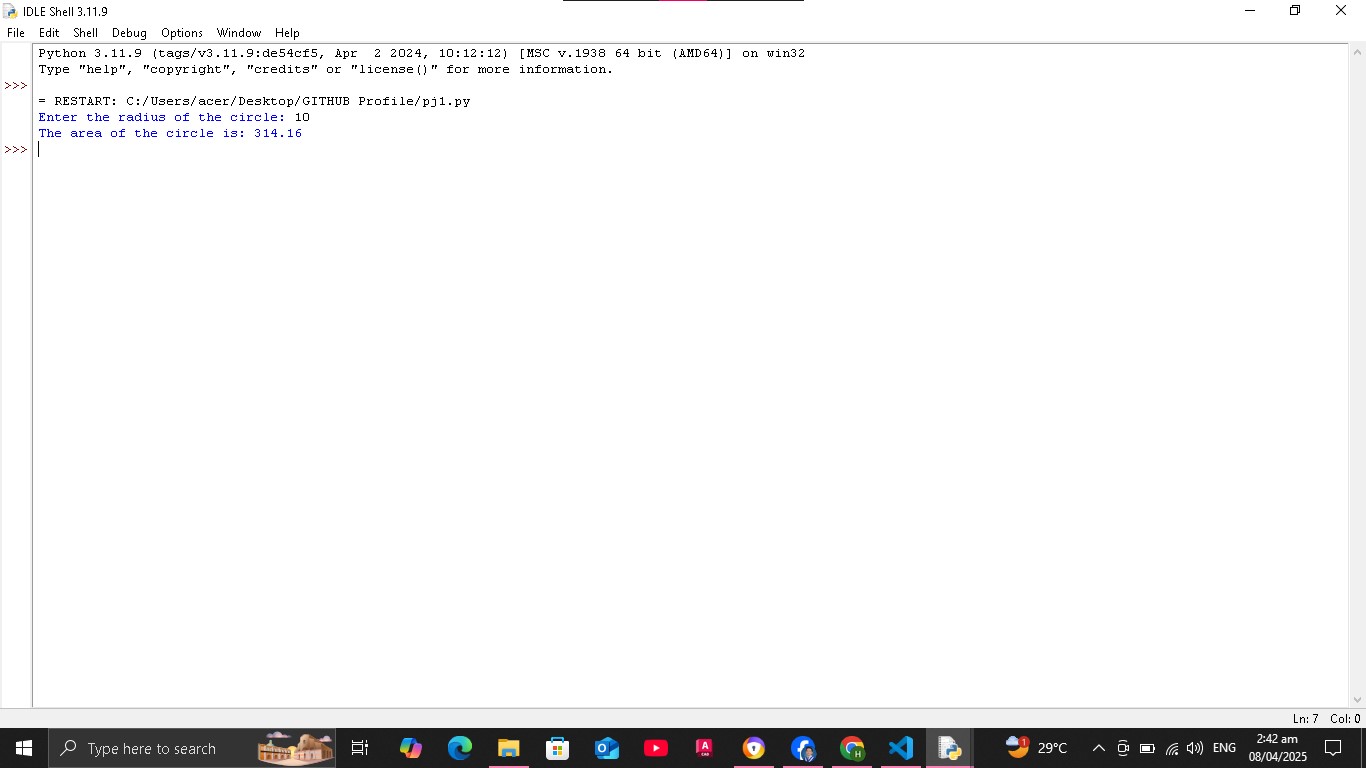 IDLE Shell 3.11.9
File Edit Shell Debug Options Window Help
Python 3.11.9 (tags/v3.11.9:de54cf5, Apr  2 2024, 10:12:12) [MSC v.1938 64 bit (AMD64)] on win32
Type "help", "copyright", "credits" or "license()" for more information.
>>>
= RESTART: C:/Users/acer/Desktop/GITHUB Profile/pj1.py
Enter the radius of the circle: 10
The area of the circle is: 314.16
>>>
Ln: 7 Col: 0
Type here to search
29°C
ENG
2:42 am
08/04/2025